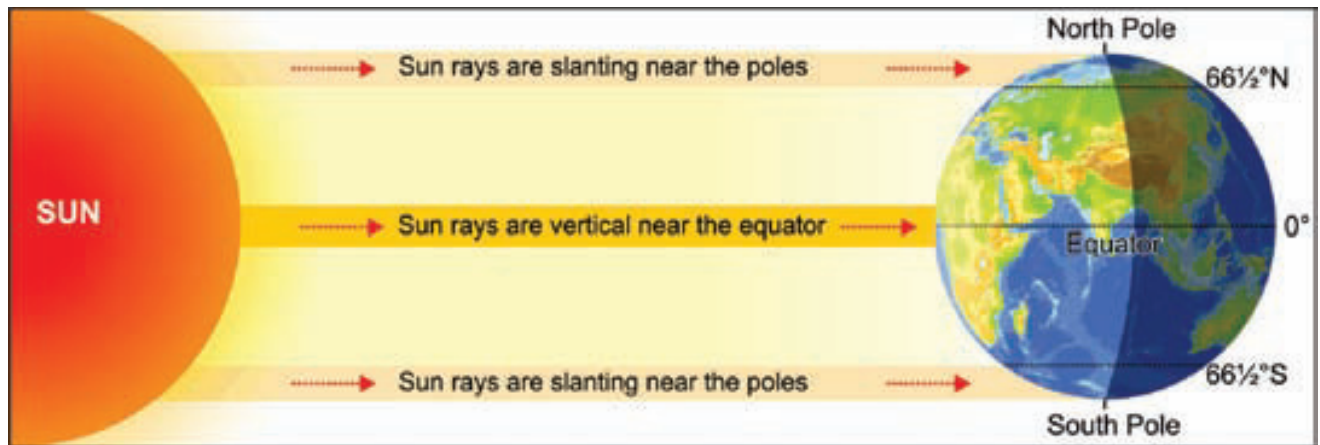 North Pole
Sun rays are slanting near the poles
66½°N
SUN
Sun rays are vertical near the equator
0°
Equator
Sun rays are slanting near the poles
66½°S
South Pole